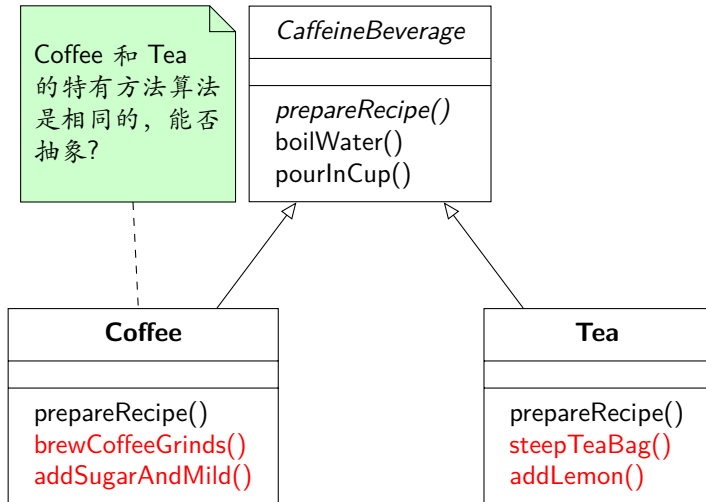 Coffee 和 Tea
的特有方法算法
是相同的，能否
抽象?
CaffeineBeverage
prepareRecipe()
boilWater()
pourInCup()
Coffee
prepareRecipe()
brewCoffeeGrinds()
addSugarAndMild()
Tea
prepareRecipe()
steepTeaBag()
addLemon()